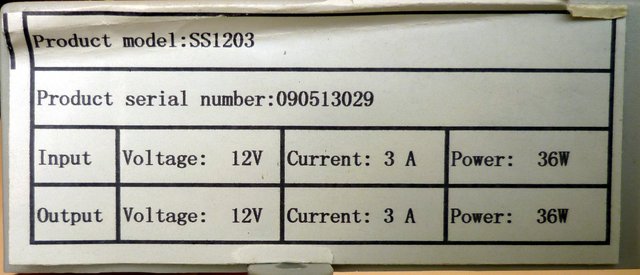 Product model:SS1203
Product serial number:090513029
Input Voltage: 12V Current: 3 A Power: 36W
Output Voltage: 12V Current: 3 A Power: 36W